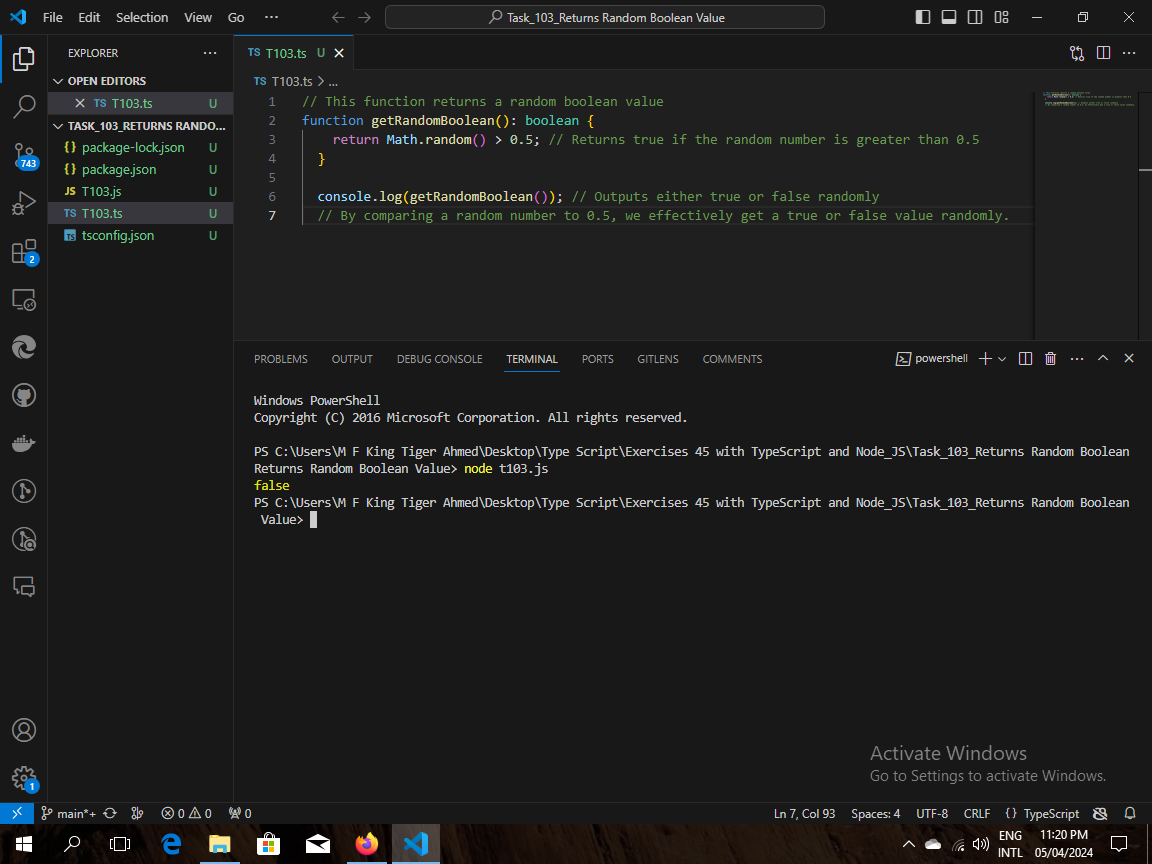 File Edit Selection View Go ··· Task_103_Returns Random Boolean Value
EXPLORER ···
OPEN EDITORS
TS T103.ts U
TASK_103_RETURNS RANDO...
{} package-lock.json U
{} package.json U
JS T103.js U
TS T103.ts U
TS tsconfig.json U
743
2
1
TS T103.ts U
TS T103.ts > ...
1 // This function returns a random boolean value
2 function getRandomBoolean(): boolean {
3 return Math.random() > 0.5; // Returns true if the random number is greater than 0.5
4 }
5
6 console.log(getRandomBoolean()); // Outputs either true or false randomly
7 // By comparing a random number to 0.5, we effectively get a true or false value randomly.
PROBLEMS OUTPUT DEBUG CONSOLE TERMINAL PORTS GITLENS COMMENTS powershell
Windows PowerShell
Copyright (C) 2016 Microsoft Corporation. All rights reserved.
PS C:\Users\M F King Tiger Ahmed\Desktop\Type Script\Exercises 45 with TypeScript and Node_JS\Task_103_Returns Random Boolean
Returns Random Boolean Value> node t103.js
false
PS C:\Users\M F King Tiger Ahmed\Desktop\Type Script\Exercises 45 with TypeScript and Node_JS\Task_103_Returns Random Boolean
Value>
Activate Windows
Go to Settings to activate Windows.
main*+ 0 0 0 Ln 7, Col 93 Spaces: 4 UTF-8 CRLF {} TypeScript
ENG 11:20 PM
INTL 05/04/2024